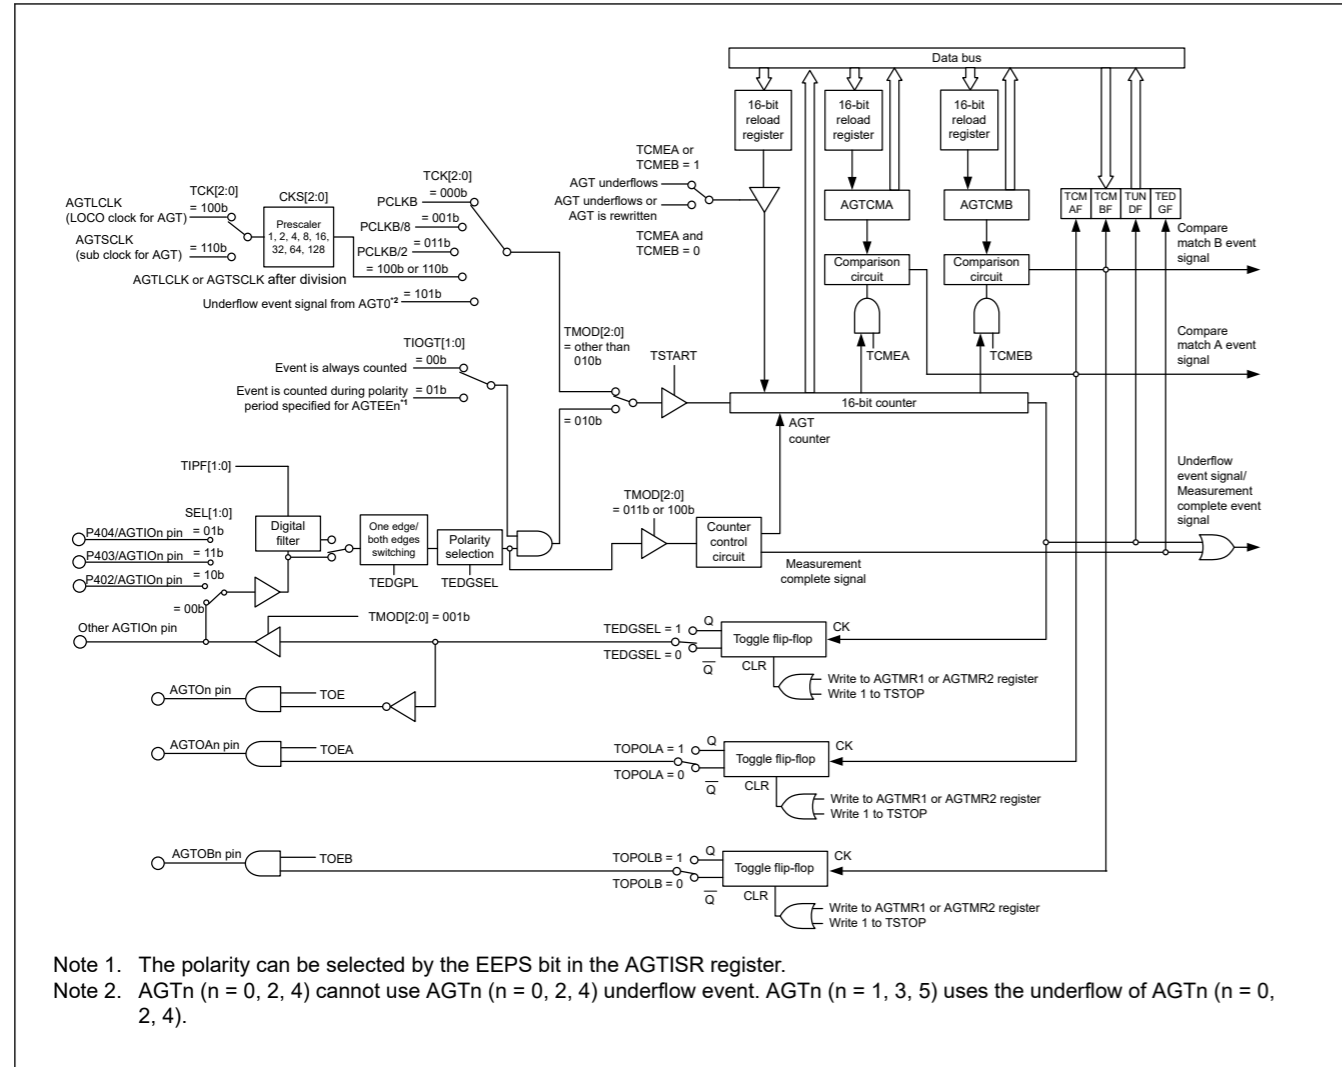 Data bus
16-bit
reload
register
16-bit
reload
register
16-bit
reload
register
TCMEA or
TCMEB = 1
AGT underflows
AGT underflows or
AGT is rewritten
TCMEA and
TCMEB = 0
TCK[2:0]
= 000b
PCLKB
= 001b
PCLKB/8
= 011b
PCLKB/2
= 100b or 110b
AGTLCLK or AGTSCLK after division
= 101b
Underflow event signal from AGT0*2
TCK[2:0]
AGTLCLK
(LOCO clock for AGT)
= 100b
AGTSCLK
(sub clock for AGT)
= 110b
CKS[2:0]
Prescaler
1, 2, 4, 8, 16,
32, 64, 128
AGTCMA
AGTCMB
TCM
AF
TCM
BF
TUN
DF
TED
GF
Comparison
circuit
Comparison
circuit
Compare
match B event
signal
TCMEA
TCMEB
Compare
match A event
signal
TIOGT[1:0]
Event is always counted
= 00b
Event is counted during polarity
period specified for AGTEEn*1
= 01b
TMOD[2:0]
= other than
010b
= 010b
TSTART
16-bit counter
AGT
counter
TIPF[1:0]
SEL[1:0]
P404/AGTIOn pin
= 01b
P403/AGTIOn pin
= 11b
P402/AGTIOn pin
= 10b
= 00b
Other AGTIOn pin
Digital
filter
One edge/
both edges
switching
TEDGPL
Polarity
selection
TEDGSEL
TMOD[2:0]
= 011b or 100b
Counter
control
circuit
Measurement
complete signal
Underflow
event signal/
Measurement
complete event
signal
TMOD[2:0] = 001b
TEDGSEL = 1
TEDGSEL = 0
Q
Q
Toggle flip-flop
CK
CLR
Write to AGTMR1 or AGTMR2 register
Write 1 to TSTOP
AGTOn pin
TOE
AGTOAn pin
TOEA
TOPOLA = 1
TOPOLA = 0
Q
Q
Toggle flip-flop
CK
CLR
Write to AGTMR1 or AGTMR2 register
Write 1 to TSTOP
AGTOBn pin
TOEB
TOPOLB = 1
TOPOLB = 0
Q
Q
Toggle flip-flop
CK
CLR
Write to AGTMR1 or AGTMR2 register
Write 1 to TSTOP
Note 1. The polarity can be selected by the EEPS bit in the AGTISR register.
Note 2. AGTn (n = 0, 2, 4) cannot use AGTn (n = 0, 2, 4) underflow event. AGTn (n = 1, 3, 5) uses the underflow of AGTn (n = 0,
2, 4).